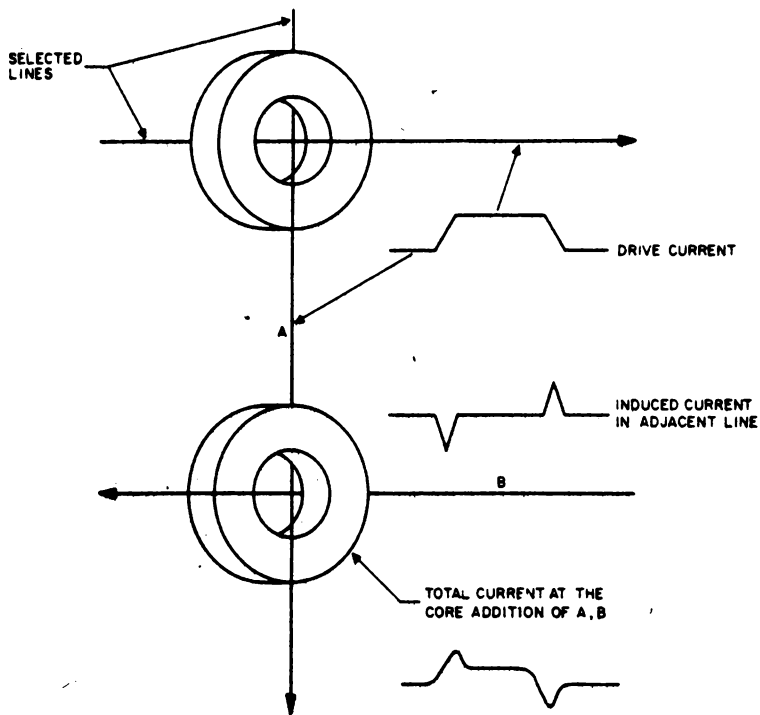 SELECTED
LINES
DRIVE CURRENT
A
INDUCED CURRENT
IN ADJACENT LINE
B
TOTAL CURRENT AT THE
CORE ADDITION OF A, B